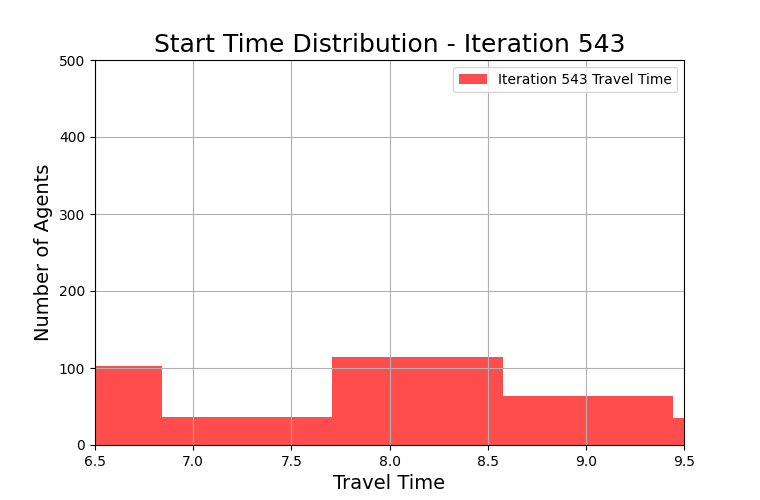 Start Time Distribution - Iteration 543
Iteration 543 Travel Time
Number of Agents
500
400
300
200
100
0
6.5 7.0 7.5 8.0 8.5 9.0 9.5
Travel Time